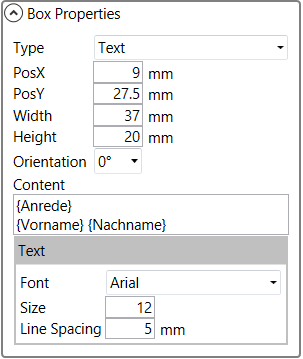 Box Properties
Type Text
PosX 9 mm
PosY 27.5 mm
Width 37 mm
Height 20 mm
Orientation 0°
Content
{Anrede}
{Vorname} {Nachname}
Text
Font Arial
Size 12
Line Spacing 5 mm